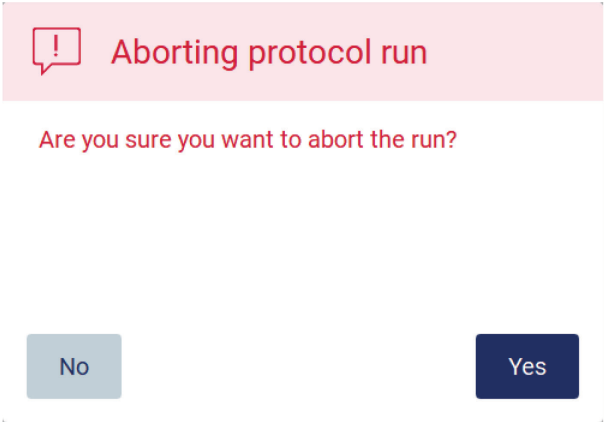 Aborting protocol run
Are you sure you want to abort the run?
No
Yes